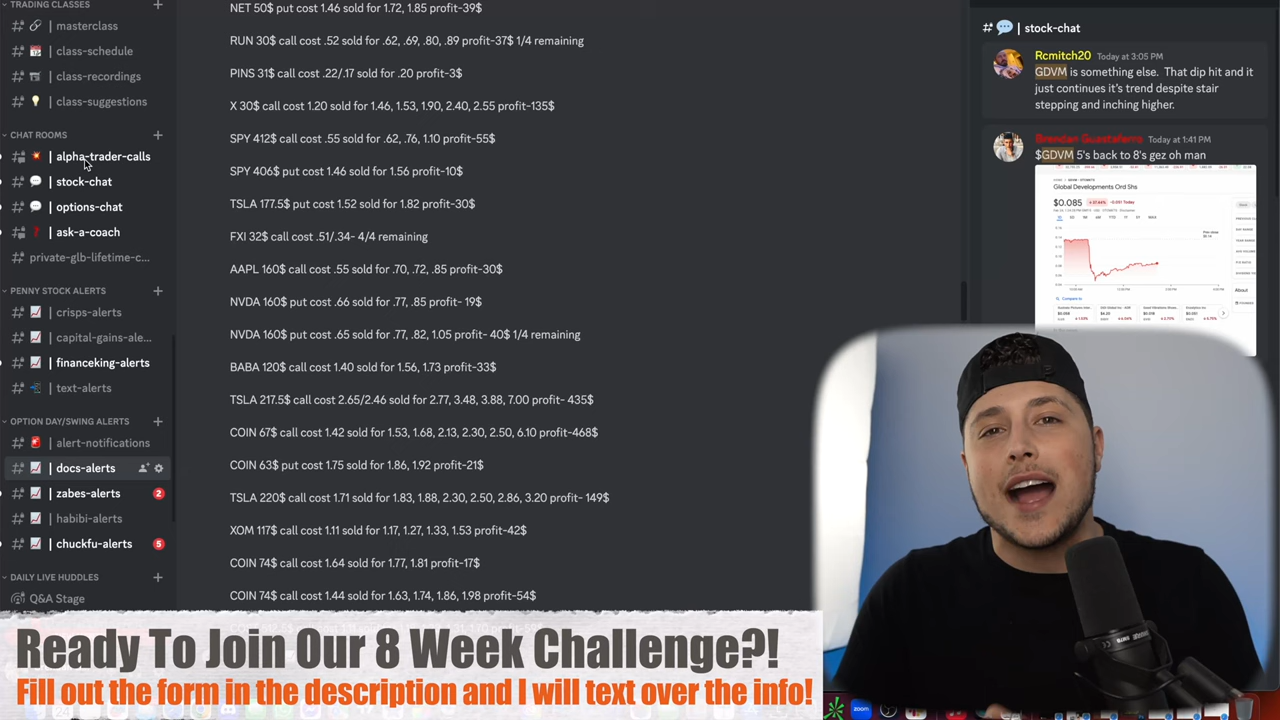 TRADING CLASSES
masterclass
class-schedule
class-recordings
class-suggestions
CHAT ROOMS
alpha-trader-calls
stock-chat
options-chat
ask-a-coach
private-glb-lifetime-c...
PENNY STOCK ALERTS
crisps-alerts
capital-gains-ale...
financeking-alerts
text-alerts
OPTION DAY/SWING ALERTS
alert-notifications
docs-alerts
zabes-alerts 2
habibi-alerts
chuckfu-alerts 5
DAILY LIVE HUDDLES
Q&A Stage
NET 50$ put cost 1.46 sold for 1.72, 1.85 profit-39$
RUN 30$ call cost .52 sold for .62, .69, .80, .89 profit-37$ 1/4 remaining
PINS 31$ call cost .22/.17 sold for .20 profit-3$
X 30$ call cost 1.20 sold for 1.46, 1.53, 1.90, 2.40, 2.55 profit-135$
SPY 412$ call cost .55 sold for .62, .76, 1.10 profit-55$
SPY 406$ put cost 1.46 sold for 1.57, 1.64 profit-18$
TSLA 177.5$ put cost 1.52 sold for 1.82 profit-30$
FXI 32$ call cost .51/.34 -1/4 remaining
AAPL 160$ call cost .55 sold for .70, .72, .85 profit-30$
NVDA 160$ put cost .66 sold for .77, .85 profit- 19$
NVDA 160$ put cost .65 sold for .77, .82, 1.05 profit- 40$ 1/4 remaining
BABA 120$ call cost 1.40 sold for 1.56, 1.73 profit-33$
TSLA 217.5$ call cost 2.65/2.46 sold for 2.77, 3.48, 3.88, 7.00 profit- 435$
COIN 67$ call cost 1.42 sold for 1.53, 1.68, 2.13, 2.30, 2.50, 6.10 profit-468$
COIN 63$ put cost 1.75 sold for 1.86, 1.92 profit-21$
TSLA 220$ call cost 1.71 sold for 1.83, 1.88, 2.30, 2.50, 2.86, 3.20 profit- 149$
XOM 117$ call cost 1.11 sold for 1.17, 1.27, 1.33, 1.53 profit-42$
COIN 74$ call cost 1.64 sold for 1.77, 1.81 profit-17$
COIN 74$ call cost 1.44 sold for 1.63, 1.74, 1.86, 1.98 profit-54$
# | stock-chat
Rcmitch20 Today at 3:05 PM
GDVM is something else. That dip hit and it
just continues it's trend despite stair
stepping and inching higher.
Brendan Guastaferro Today at 1:41 PM
$GDVM 5's back to 8's gez oh man
Global Developments Ord Shs
$0.085
Ready To Join Our 8 Week Challenge?!
Fill out the form in the description and I will text over the info!
zoom